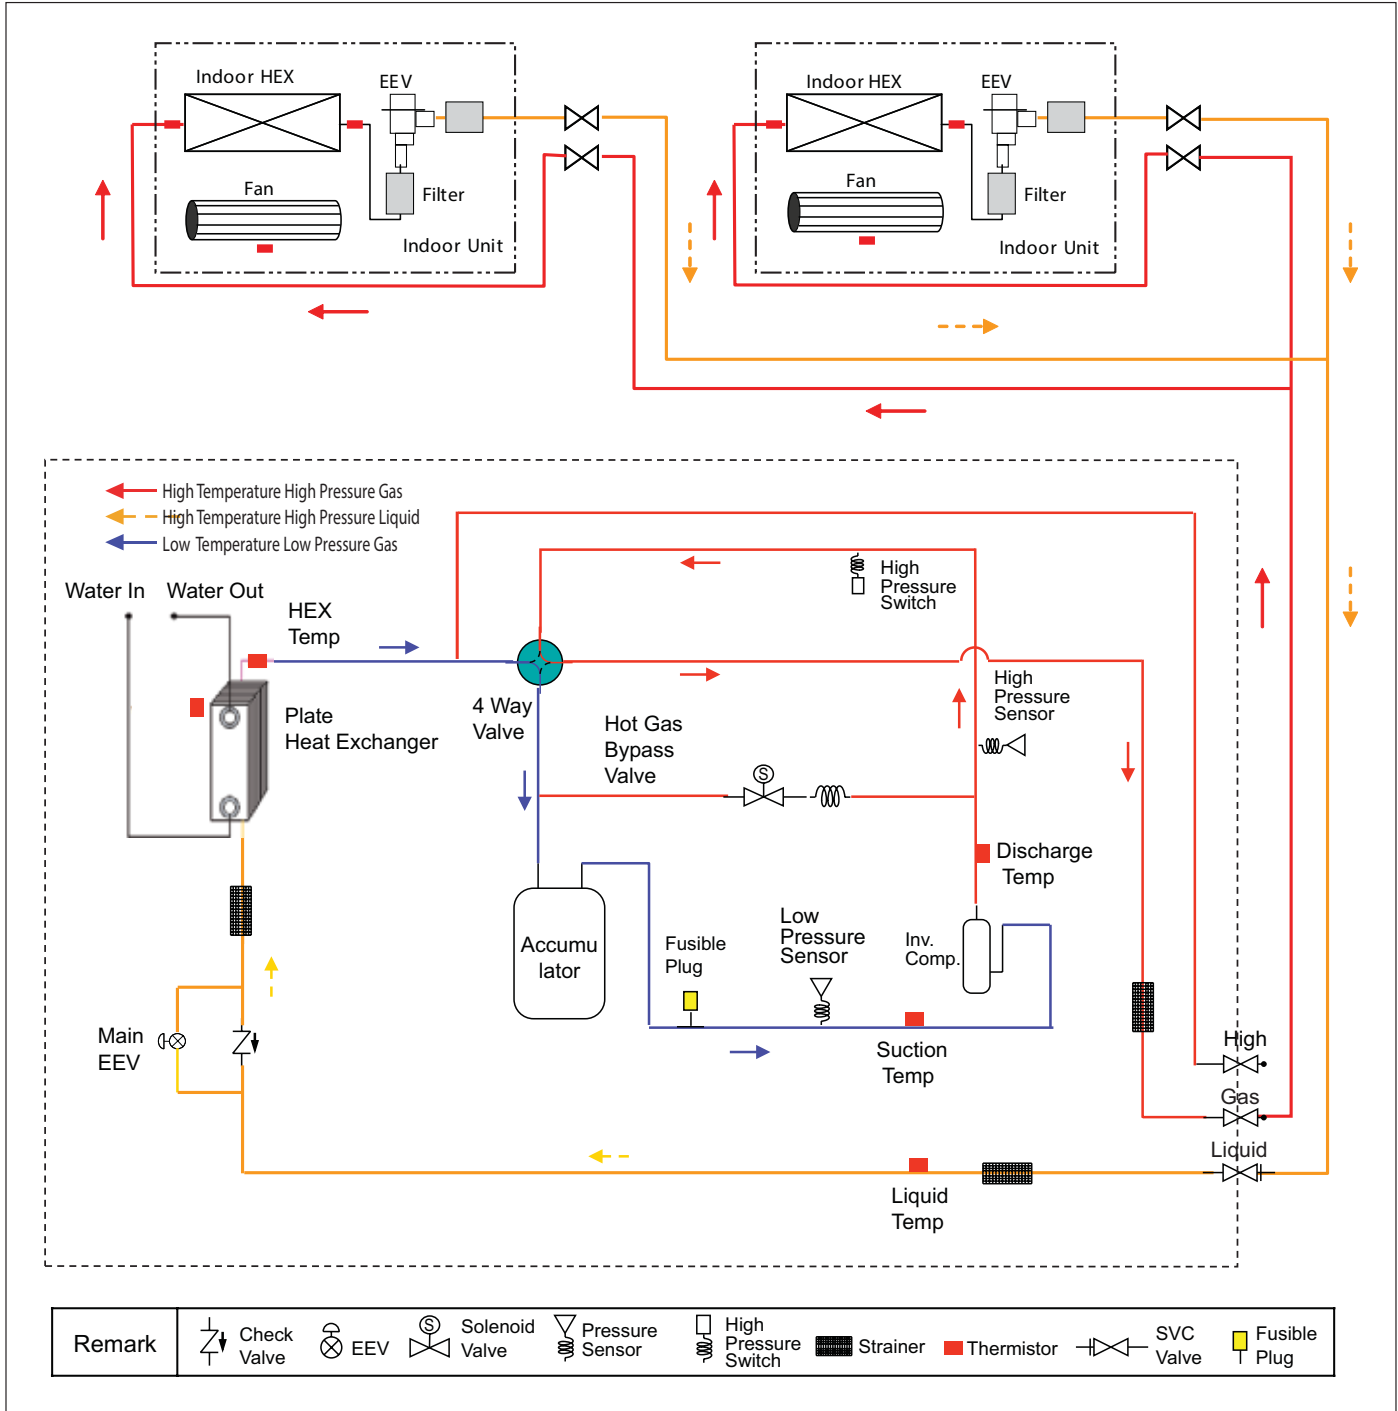 Indoor HEX
EEV
Fan
Filter
Indoor Unit
Indoor HEX
EEV
Fan
Filter
Indoor Unit
High Temperature High Pressure Gas
High Temperature High Pressure Liquid
Low Temperature Low Pressure Gas
Water In
Water Out
HEX
Temp
High
Pressure
Switch
4 Way
Valve
High
Pressure
Sensor
Plate
Heat Exchanger
Hot Gas
Bypass
Valve
S
Discharge
Temp
Accumu
lator
Fusible
Plug
Low
Pressure
Sensor
Inv.
Comp.
Main
EEV
Suction
Temp
High
Gas
Liquid
Liquid
Temp
Remark
Check
Valve
EEV
S
Solenoid
Valve
Pressure
Sensor
High
Pressure
Switch
Strainer
Thermistor
SVC
Valve
Fusible
Plug